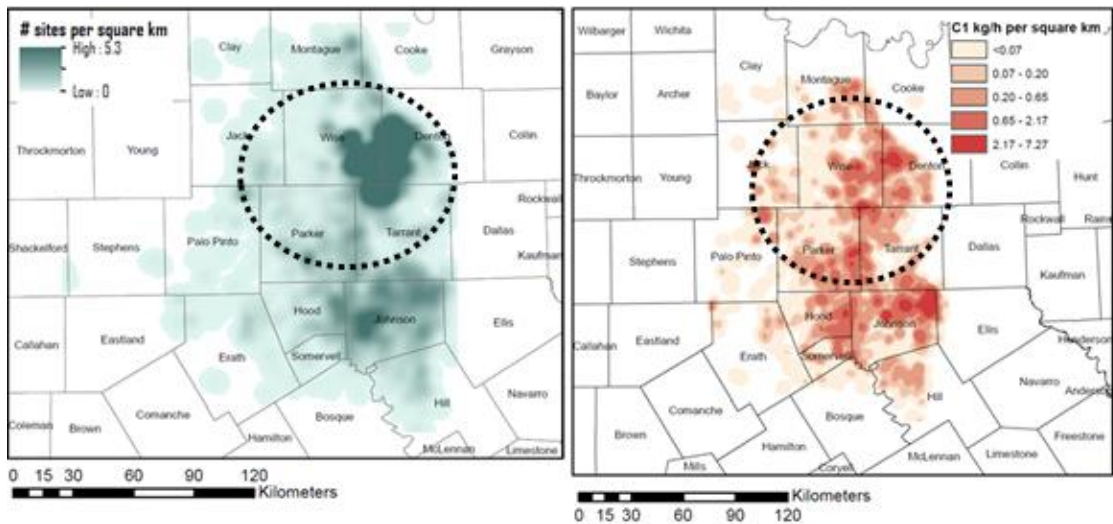 # sites per square km
High : 5.3
Low : 0
Clay
Montague
Cooke
Grayson
Jack
Wise
Denton
Collin
Throckmorton
Young
Rockwall
Parker
Tarrant
Dallas
Shackelford
Stephens
Palo Pinto
Kaufman
Hood
Johnson
Ellis
Callahan
Eastland
Erath
Somervell
Navarro
Comanche
Bosque
Hill
Coleman
Brown
Hamilton
McLennan
Limestone
0 15 30 60 90 120
Kilometers
C1 kg/h per square km
<0.07
0.07 - 0.20
0.20 - 0.65
0.65 - 2.17
2.17 - 7.27
Wilbarger
Wichita
Clay
Montague
Cooke
Baylor
Archer
Jack
Wise
Denton
Collin
Hunt
Throckmorton
Young
Rockwall
Rains
Parker
Tarrant
Dallas
Palo Pinto
Stephens
Kaufman
Hood
Johnson
Ellis
Henderson
Callahan
Eastland
Erath
Somervell
Navarro
Anderson
Comanche
Bosque
Hill
Freestone
Brown
Hamilton
McLennan
Limestone
Mills
Coryell
0 15 30 60 90 120
Kilometers